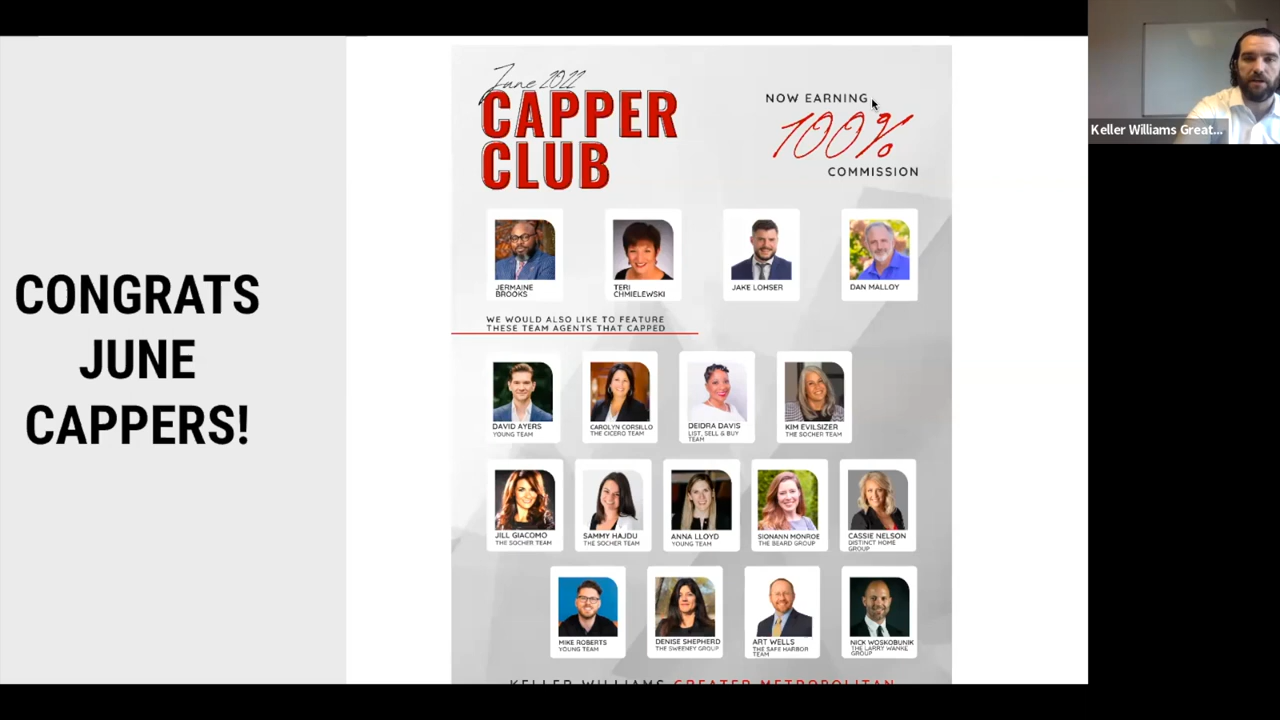 CONGRATS
JUNE
CAPPERS!
June 2022
CAPPER
CLUB
NOW EARNING
100%
COMMISSION
JERMAINE
BROOKS
TERI
CHMIELEWSKI
JAKE LOHSER
DAN MALLOY
WE WOULD ALSO LIKE TO FEATURE
THESE TEAM AGENTS THAT CAPPED
DAVID AYERS
YOUNG TEAM
CAROLYN CORSILLO
THE CICERO TEAM
DEIDRA DAVIS
LIST, SELL & BUY
TEAM
KIM EVILSIZER
THE SOCHER TEAM
JILL GIACOMO
THE SOCHER TEAM
SAMMY HAJDU
THE SOCHER TEAM
ANNA LLOYD
YOUNG TEAM
SIONANN MONROE
THE BEARD GROUP
CASSIE NELSON
DISTINCT HOME
GROUP
MIKE ROBERTS
YOUNG TEAM
DENISE SHEPHERD
THE SWEENEY GROUP
ART WELLS
THE SAFE HARBOR
TEAM
NICK WOSKOBUNIK
THE LARRY WANKE
GROUP
KELLER WILLIAMS GREATER METROPOLITAN
Keller Williams Great...